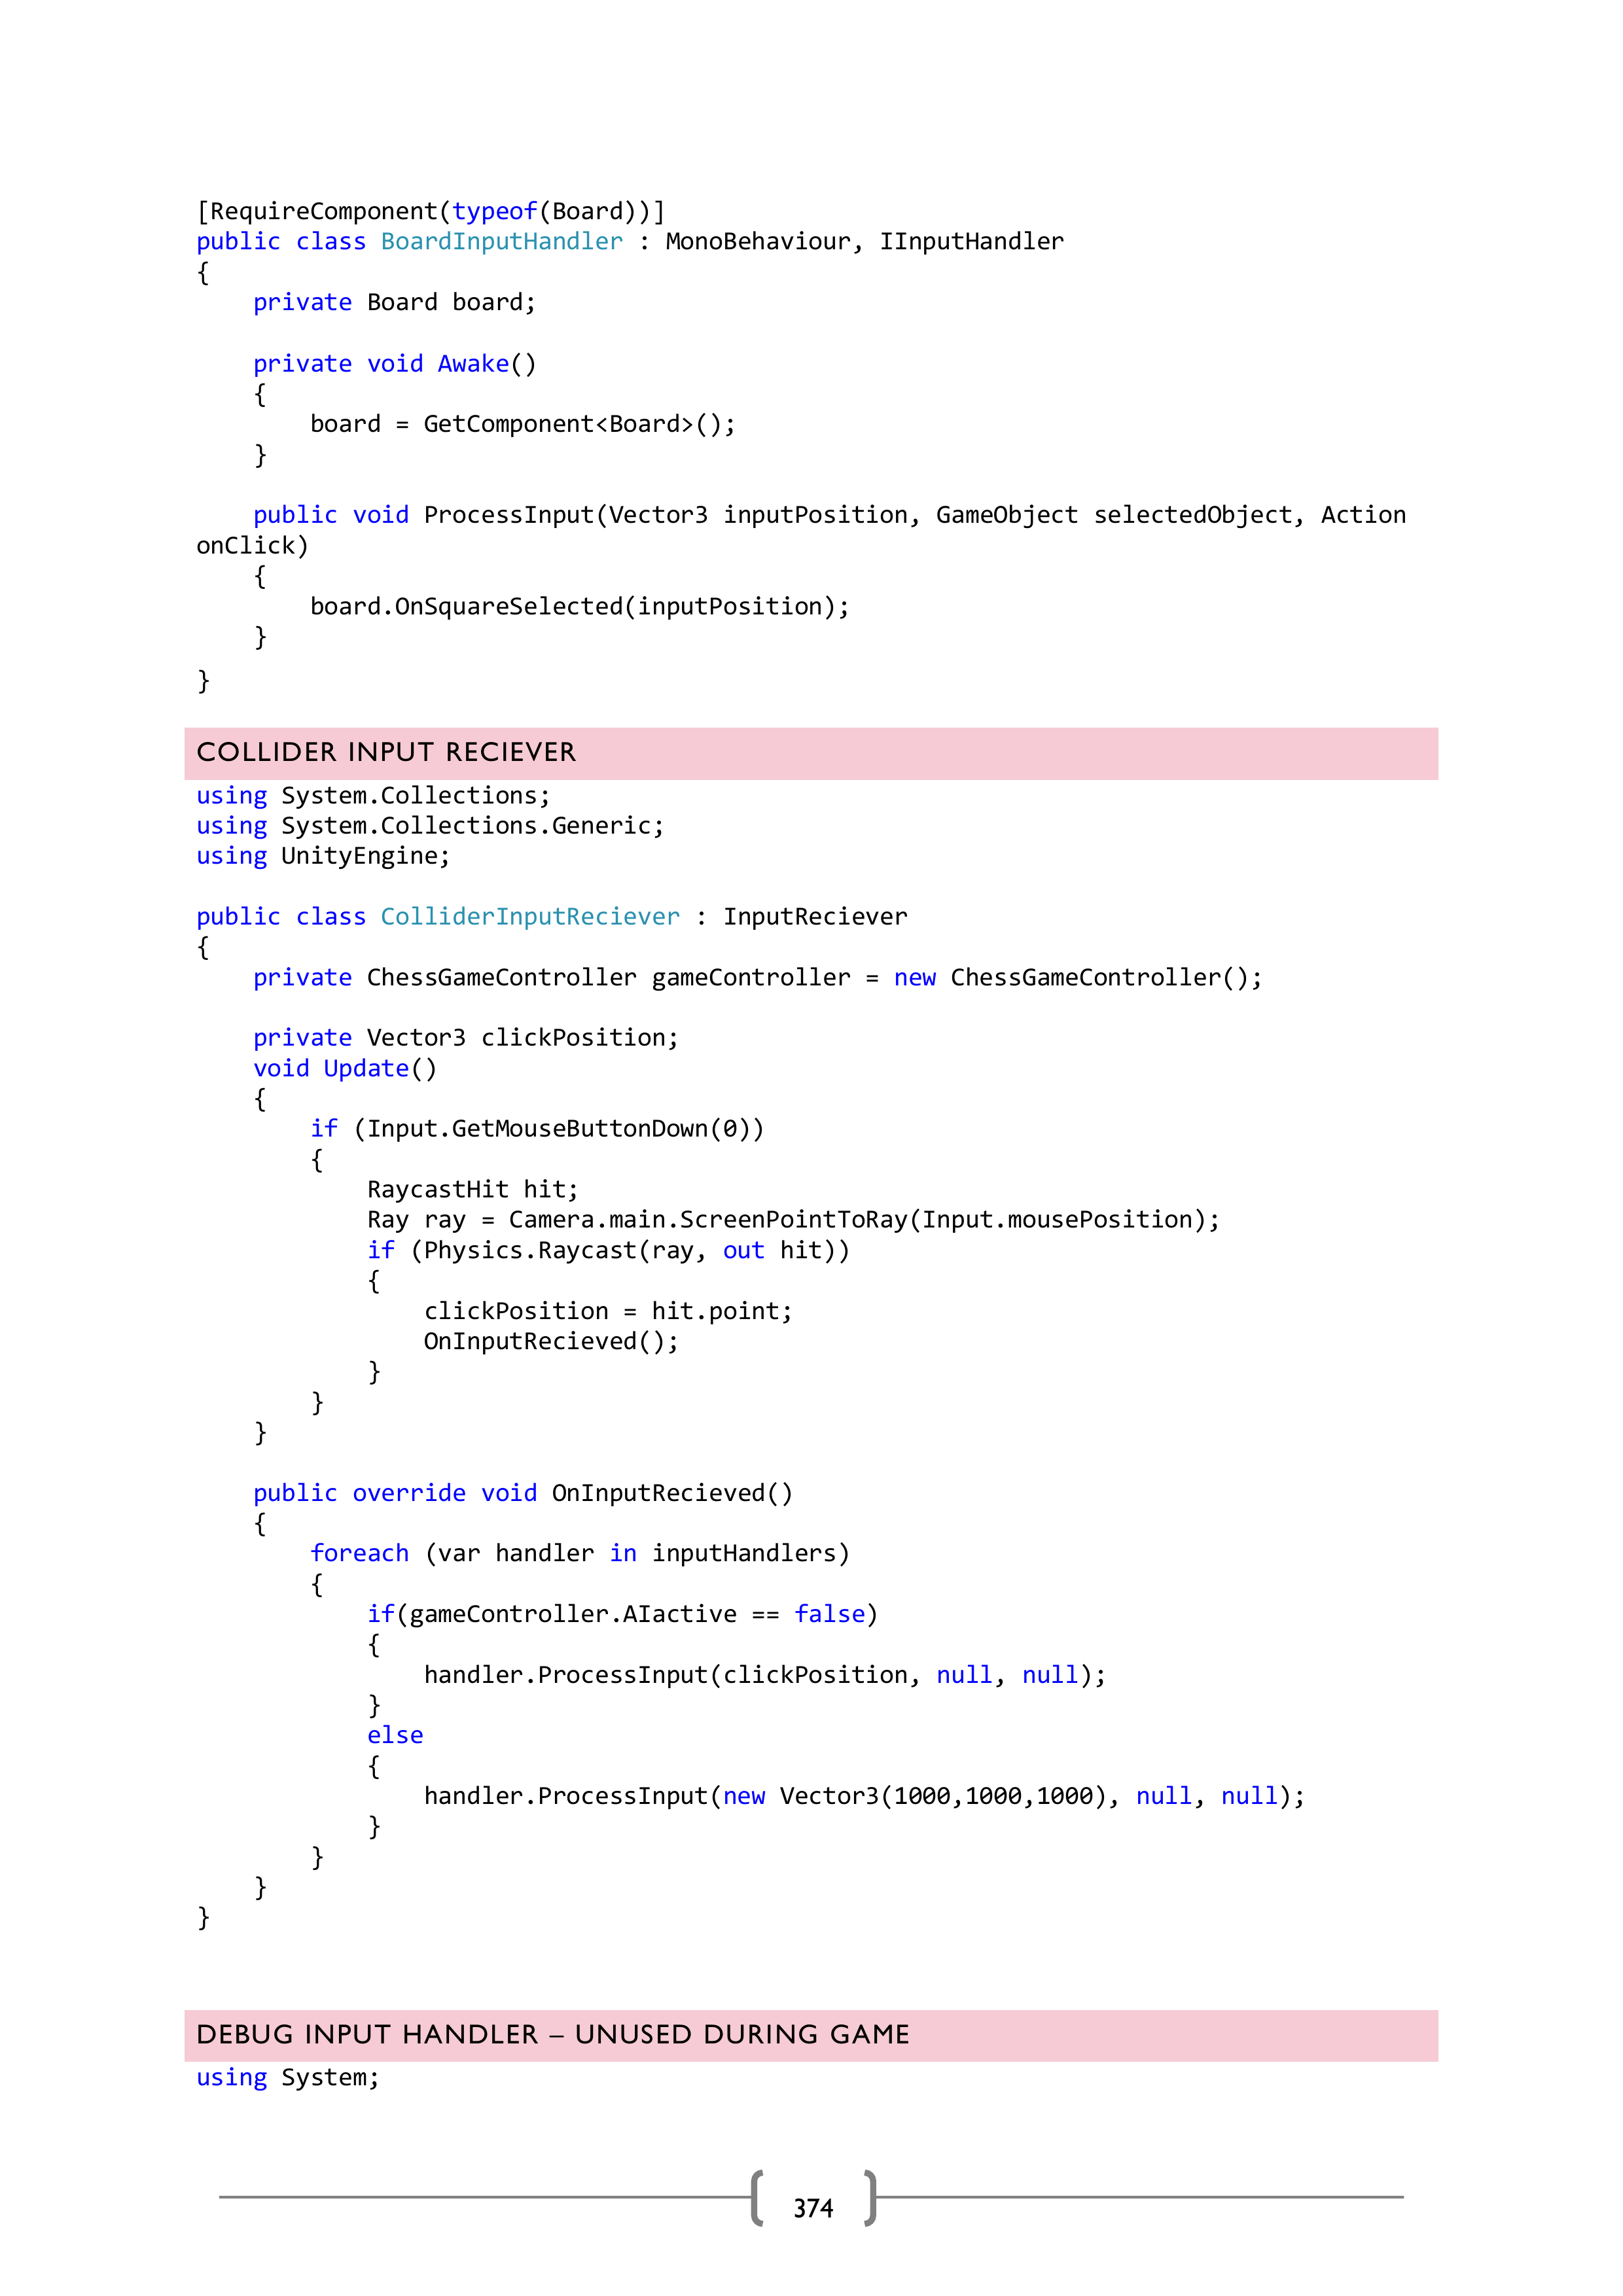 [RequireComponent(typeof(Board))]
public class BoardInputHandler : MonoBehaviour, IInputHandler
{
    private Board board;

    private void Awake()
    {
        board = GetComponent<Board>();
    }

    public void ProcessInput(Vector3 inputPosition, GameObject selectedObject, Action
onClick)
    {
        board.OnSquareSelected(inputPosition);
    }
}
COLLIDER INPUT RECIEVER
using System.Collections;
using System.Collections.Generic;
using UnityEngine;

public class ColliderInputReciever : InputReciever
{
    private ChessGameController gameController = new ChessGameController();

    private Vector3 clickPosition;
    void Update()
    {
        if (Input.GetMouseButtonDown(0))
        {
            RaycastHit hit;
            Ray ray = Camera.main.ScreenPointToRay(Input.mousePosition);
            if (Physics.Raycast(ray, out hit))
            {
                clickPosition = hit.point;
                OnInputRecieved();
            }
        }
    }

    public override void OnInputRecieved()
    {
        foreach (var handler in inputHandlers)
        {
            if(gameController.AIactive == false)
            {
                handler.ProcessInput(clickPosition, null, null);
            }
            else
            {
                handler.ProcessInput(new Vector3(1000,1000,1000), null, null);
            }
        }
    }
}
DEBUG INPUT HANDLER – UNUSED DURING GAME
using System;
374